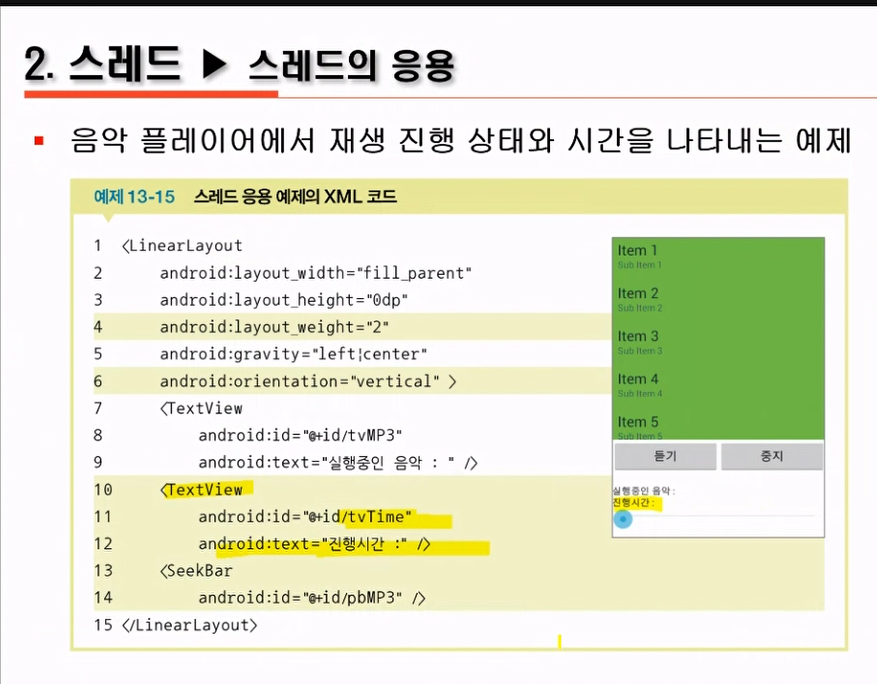 2. 스레드 ▶ 스레드의 응용
▪ 음악 플레이어에서 재생 진행 상태와 시간을 나타내는 예제
예제 13-15 스레드 응용 예제의 XML 코드
1 <LinearLayout
2 android:layout_width="fill_parent"
3 android:layout_height="0dp"
4 android:layout_weight="2"
5 android:gravity="left|center"
6 android:orientation="vertical" >
7 <TextView
8 android:id="@+id/tvMP3"
9 android:text="실행중인 음악 : " />
10 <TextView
11 android:id="@+id/tvTime"
12 android:text="진행시간 :" />
13 <SeekBar
14 android:id="@+id/pbMP3" />
15 </LinearLayout>
Item 1
Sub Item 1
Item 2
Sub Item 2
Item 3
Sub Item 3
Item 4
Sub Item 4
Item 5
Sub Item 5
듣기 중지
실행중인 음악 :
진행시간 :